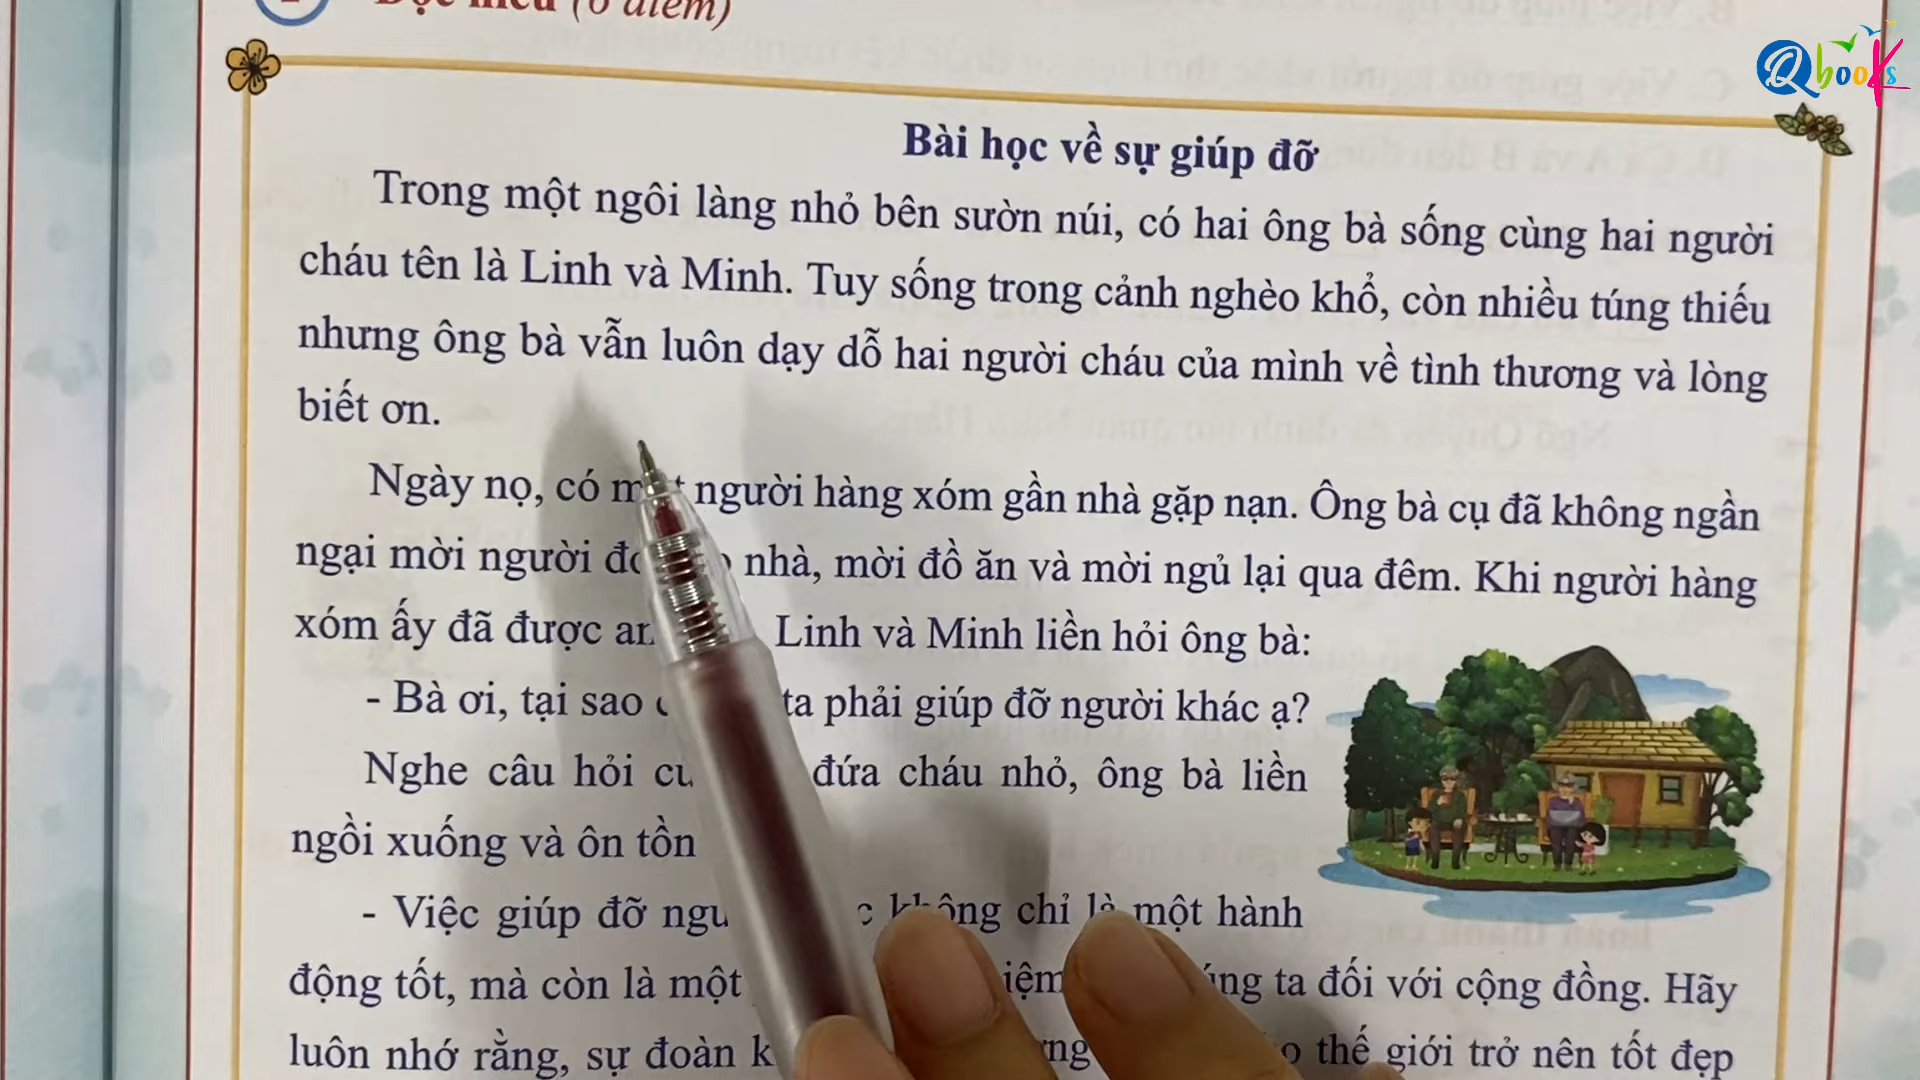 Đọc hiểu (6 điểm)
Qbooks
Bài học về sự giúp đỡ
Trong một ngôi làng nhỏ bên sườn núi, có hai ông bà sống cùng hai người
cháu tên là Linh và Minh. Tuy sống trong cảnh nghèo khổ, còn nhiều túng thiếu
nhưng ông bà vẫn luôn dạy dỗ hai người cháu của mình về tình thương và lòng
biết ơn.
Ngày nọ, có người hàng xóm gần nhà gặp nạn. Ông bà cụ đã không ngần
ngại mời người nhà, mời đồ ăn và mời ngủ lại qua đêm. Khi người hàng
xóm ấy đã được Linh và Minh liền hỏi ông bà:
- Bà ơi, tại sao ta phải giúp đỡ người khác ạ?
Nghe câu hỏi đứa cháu nhỏ, ông bà liền
ngồi xuống và ôn tồn
- Việc giúp đỡ không chỉ là một hành
động tốt, mà còn là một ta đối với cộng đồng. Hãy
luôn nhớ rằng, sự đoàn thế giới trở nên tốt đẹp